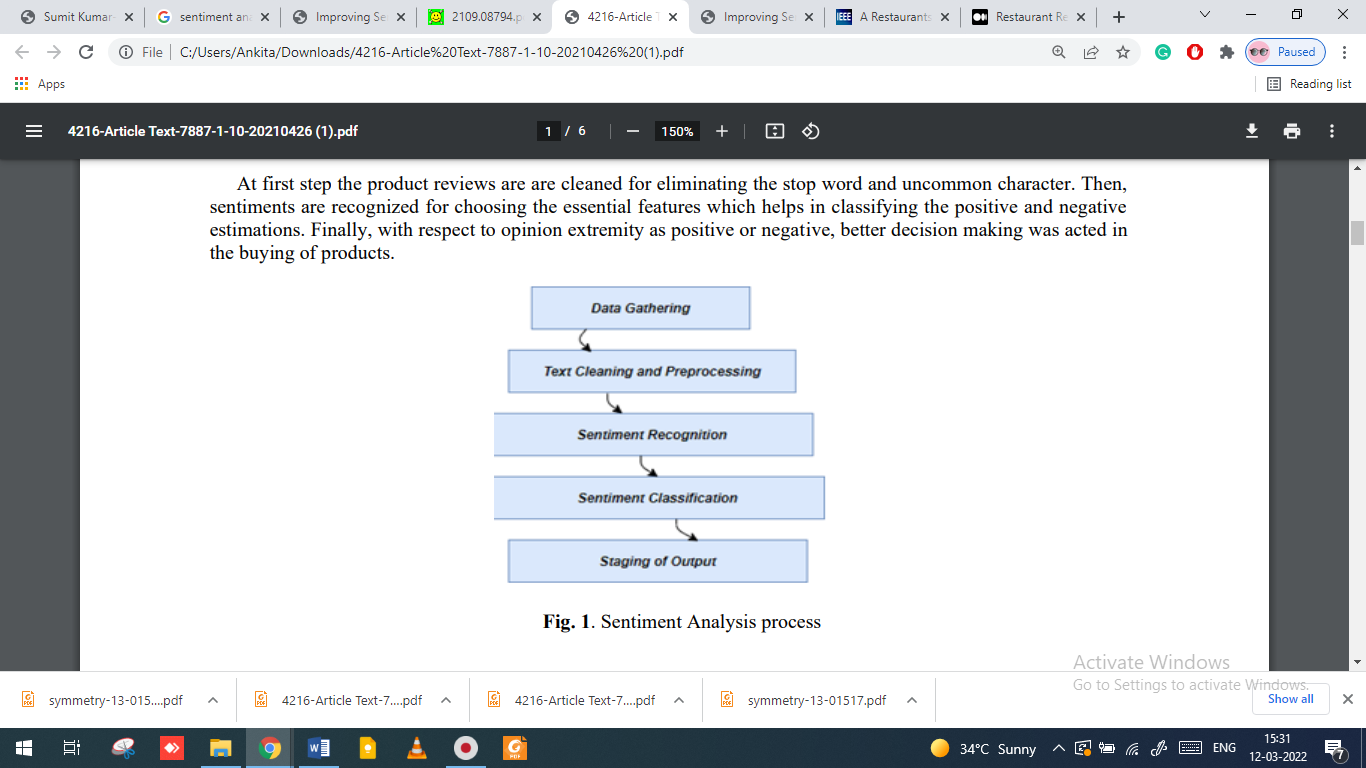 Sumit Kumar
sentiment an
Improving Se
2109.08794.p
4216-Article T
Improving Se
IEEE A Restaurants
Restaurant Re
File C:/Users/Ankita/Downloads/4216-Article%20Text-7887-1-10-20210426%20(1).pdf
Paused
Apps
Reading list
4216-Article Text-7887-1-10-20210426 (1).pdf
1 / 6
150%
At first step the product reviews are are cleaned for eliminating the stop word and uncommon character. Then,
sentiments are recognized for choosing the essential features which helps in classifying the positive and negative
estimations. Finally, with respect to opinion extremity as positive or negative, better decision making was acted in
the buying of products.
Data Gathering
Text Cleaning and Preprocessing
Sentiment Recognition
Sentiment Classification
Staging of Output
Fig. 1. Sentiment Analysis process
Activate Windows
Go to Settings to activate Windows.
symmetry-13-015....pdf
4216-Article Text-7....pdf
4216-Article Text-7....pdf
symmetry-13-01517.pdf
Show all
34°C Sunny
ENG
15:31
12-03-2022
7